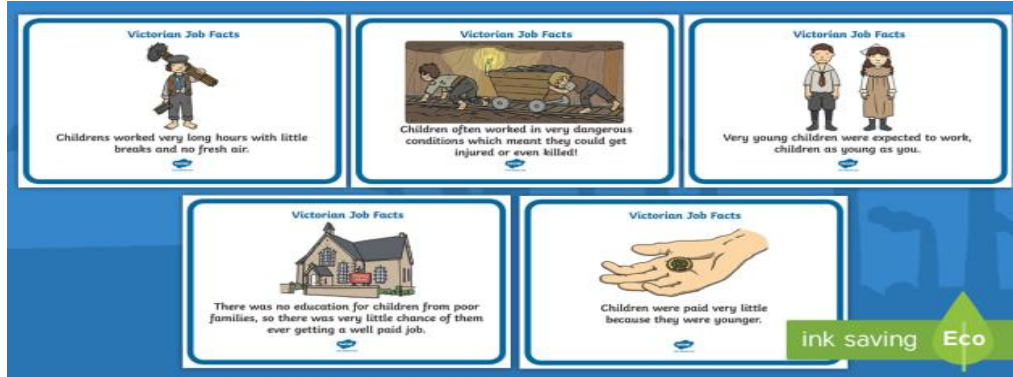 Victorian Job Facts
Childrens worked very long hours with little
breaks and no fresh air.
Victorian Job Facts
Children often worked in very dangerous
conditions which meant they could get
injured or even killed!
Victorian Job Facts
Very young children were expected to work,
children as young as you.
Victorian Job Facts
There was no education for children from poor
families, so there was very little chance of them
ever getting a well paid job.
Victorian Job Facts
Children were paid very little
because they were younger.
ink saving Eco